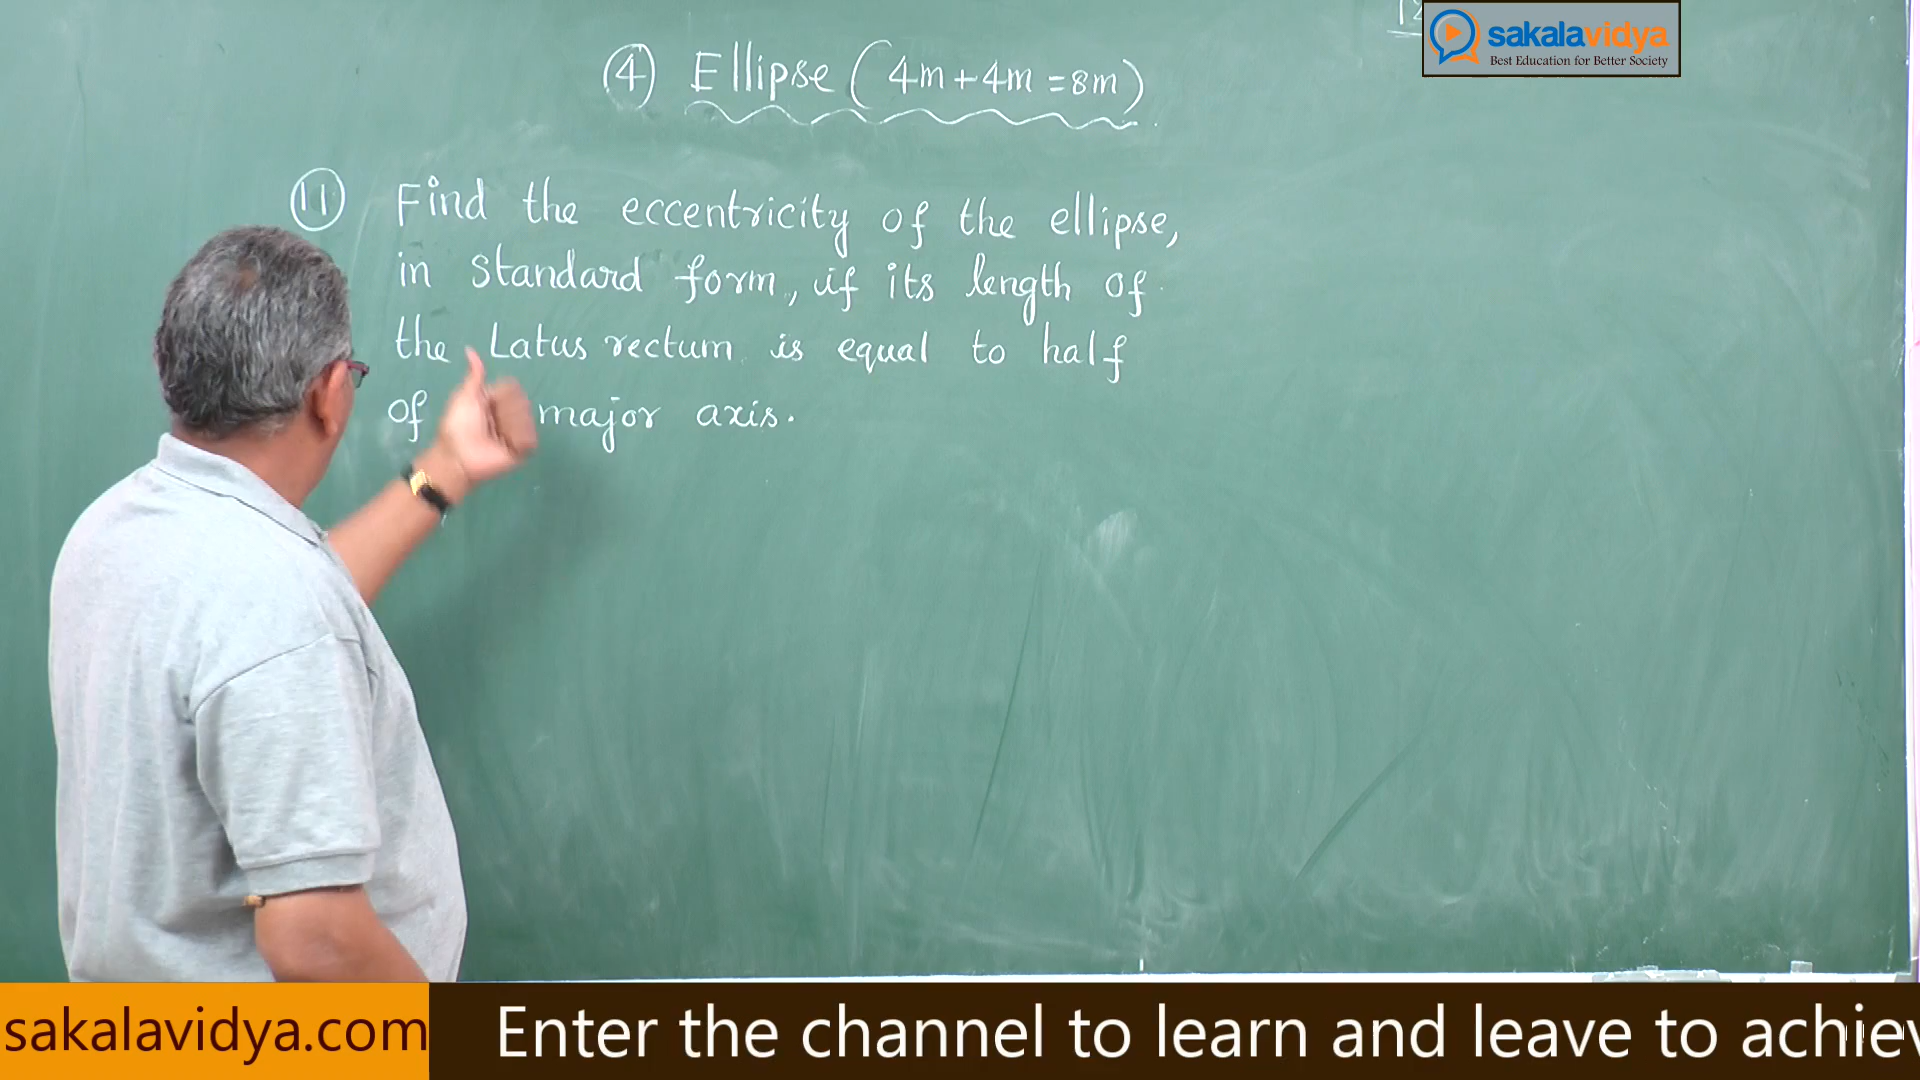 12
sakalavidya
Best Education for Better Society
(4) Ellipse (4m+4m=8m)
(11) Find the eccentricity of the ellipse,
in standard form, if its length of
the Latus rectum is equal to half
of major axis.
sakalavidya.com
Enter the channel to learn and leave to